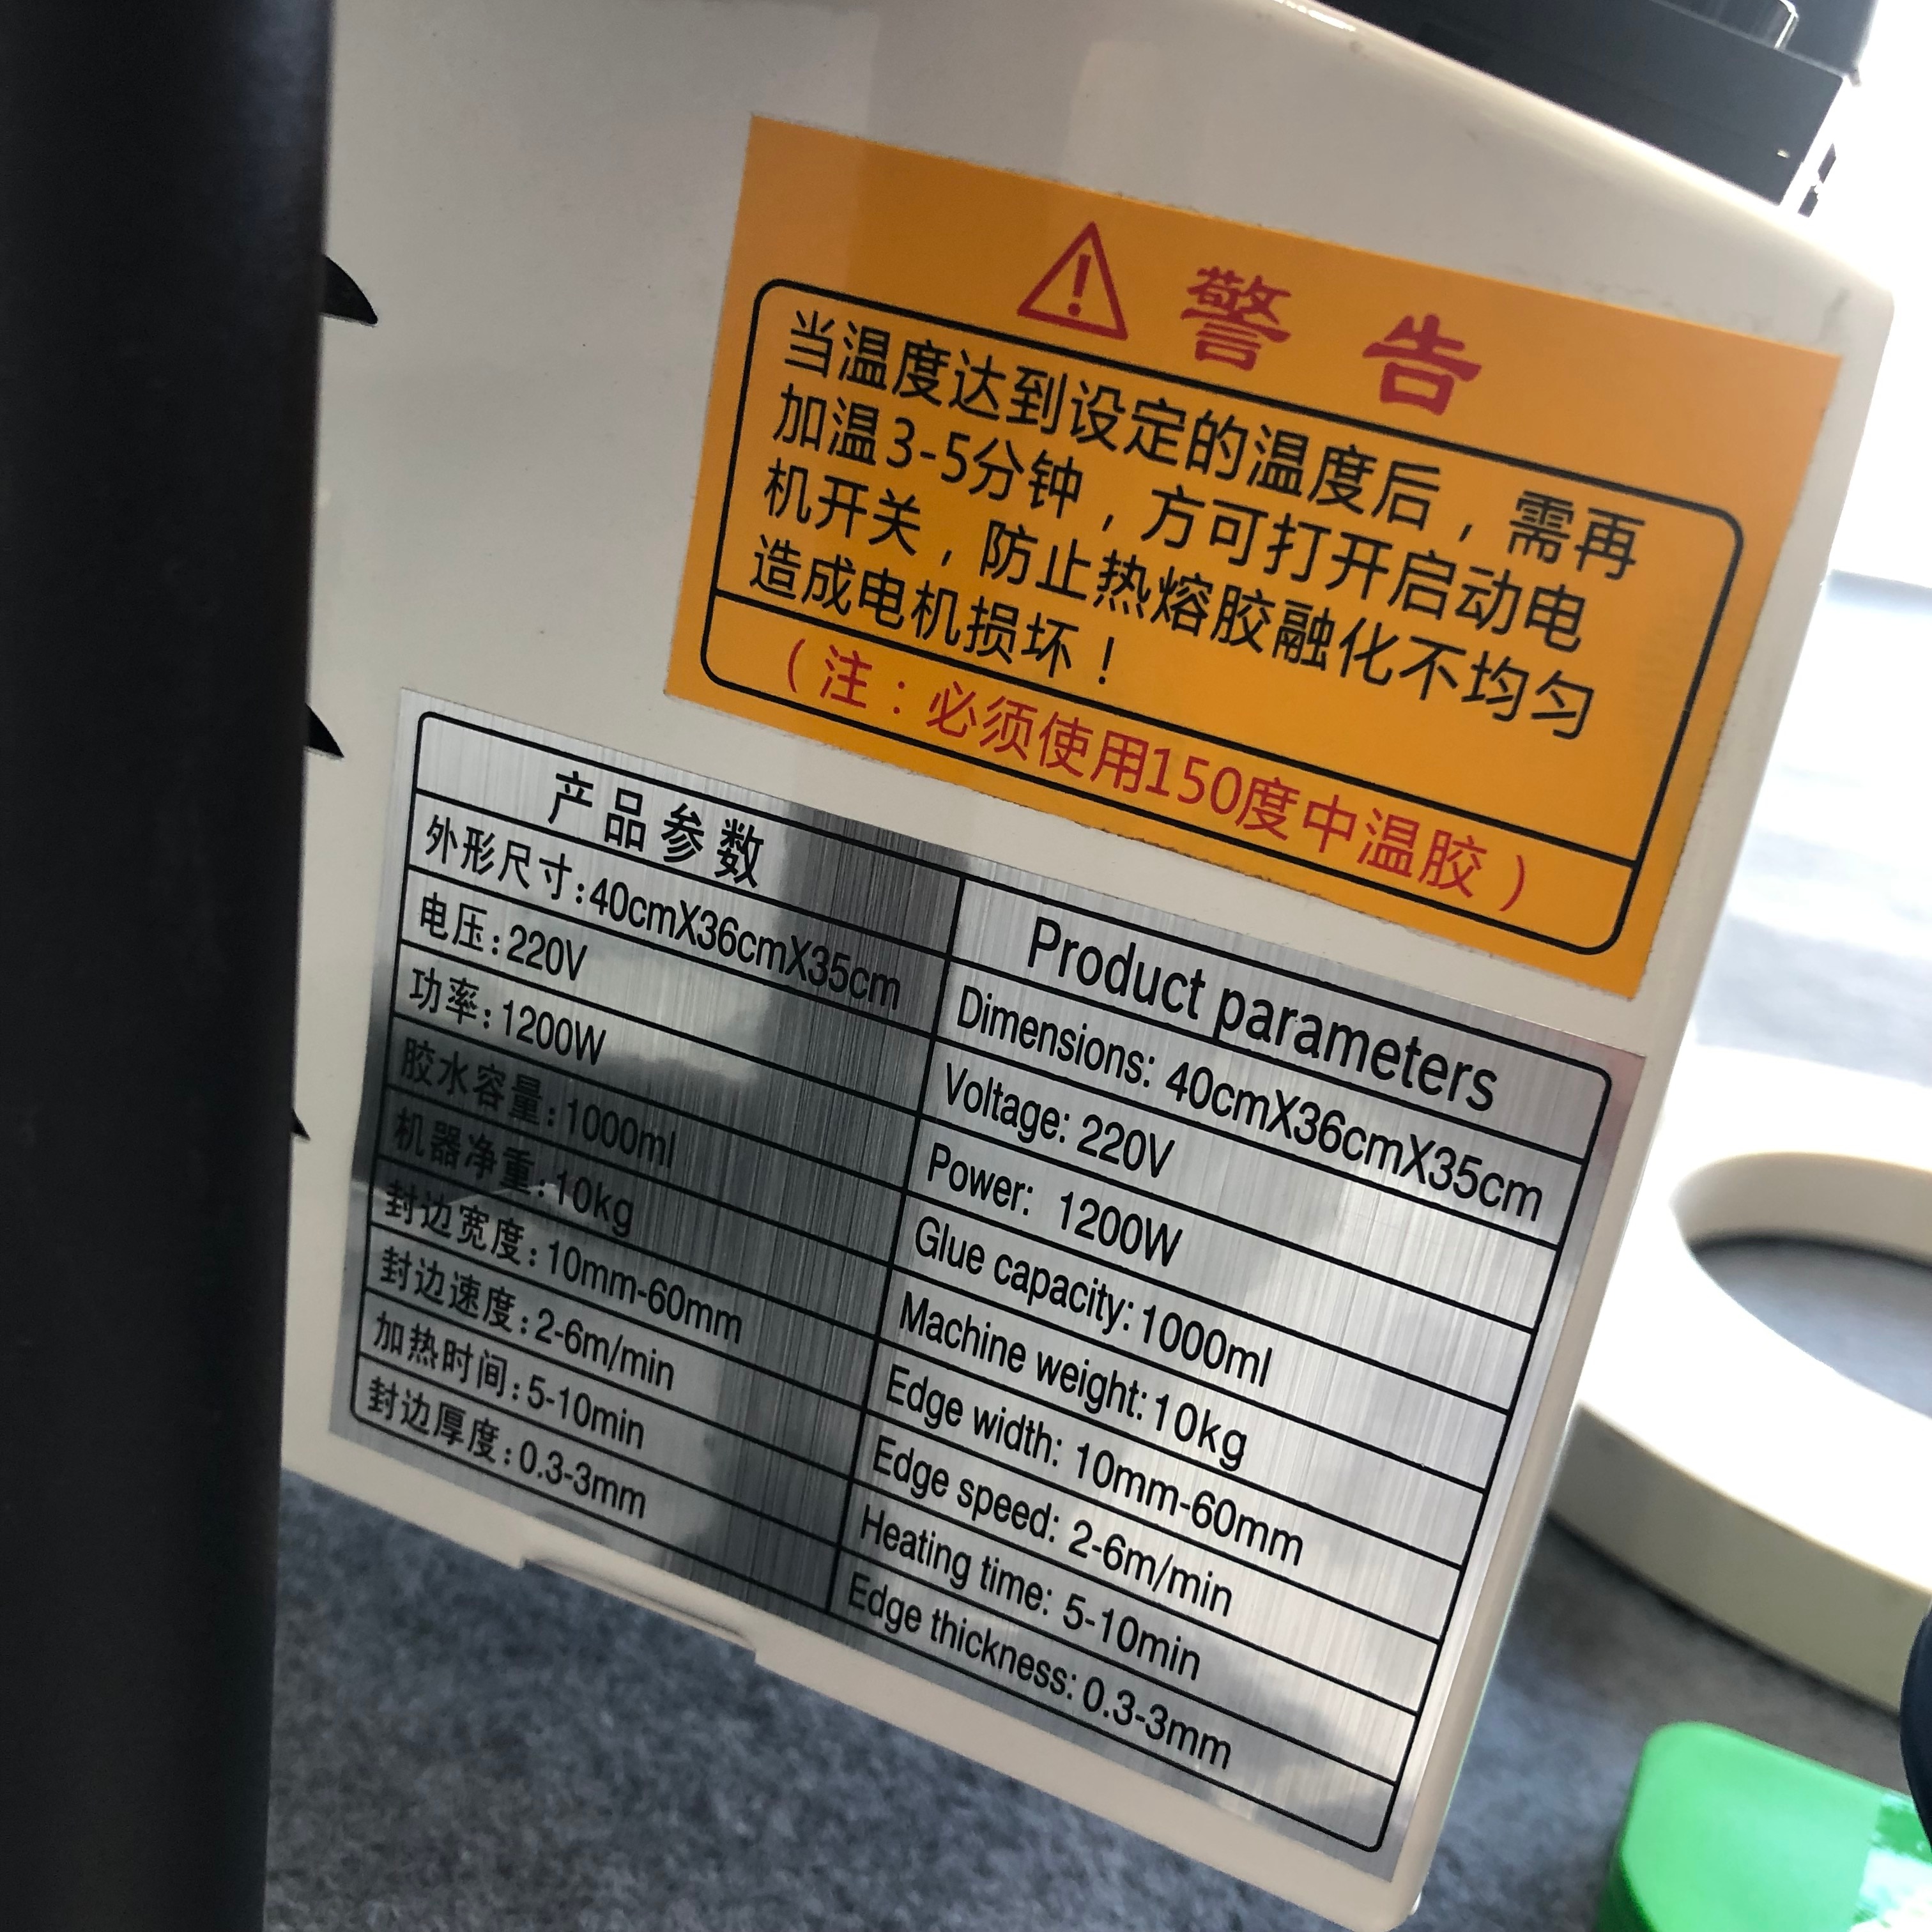 警告
当温度达到设定的温度后，需再
加温3-5分钟，方可打开启动电
机开关，防止热熔胶融化不均匀
造成电机损坏！
（注：必须使用150度中温胶）
产品参数
Product parameters
外形尺寸:40cmX36cmX35cm
Dimensions: 40cmX36cmX35cm
电压:220V
Voltage: 220V
功率:1200W
Power: 1200W
胶水容量:1000ml
Glue capacity:1000ml
机器净重:10kg
Machine weight:10kg
封边宽度:10mm-60mm
Edge width: 10mm-60mm
封边速度:2-6m/min
Edge speed: 2-6m/min
加热时间:5-10min
Heating time: 5-10min
封边厚度:0.3-3mm
Edge thickness:0.3-3mm